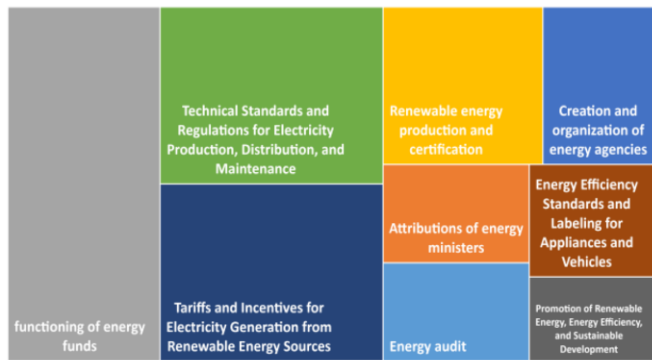 functioning of energy
funds
Technical Standards and
Regulations for Electricity
Production, Distribution, and
Maintenance
Tariffs and Incentives for
Electricity Generation from
Renewable Energy Sources
Renewable energy
production and
certification
Creation and
organization of
energy agencies
Attributions of energy
ministers
Energy Efficiency
Standards and
Labeling for
Appliances and
Vehicles
Energy audit
Promotion of Renewable
Energy, Energy Efficiency,
and Sustainable
Development